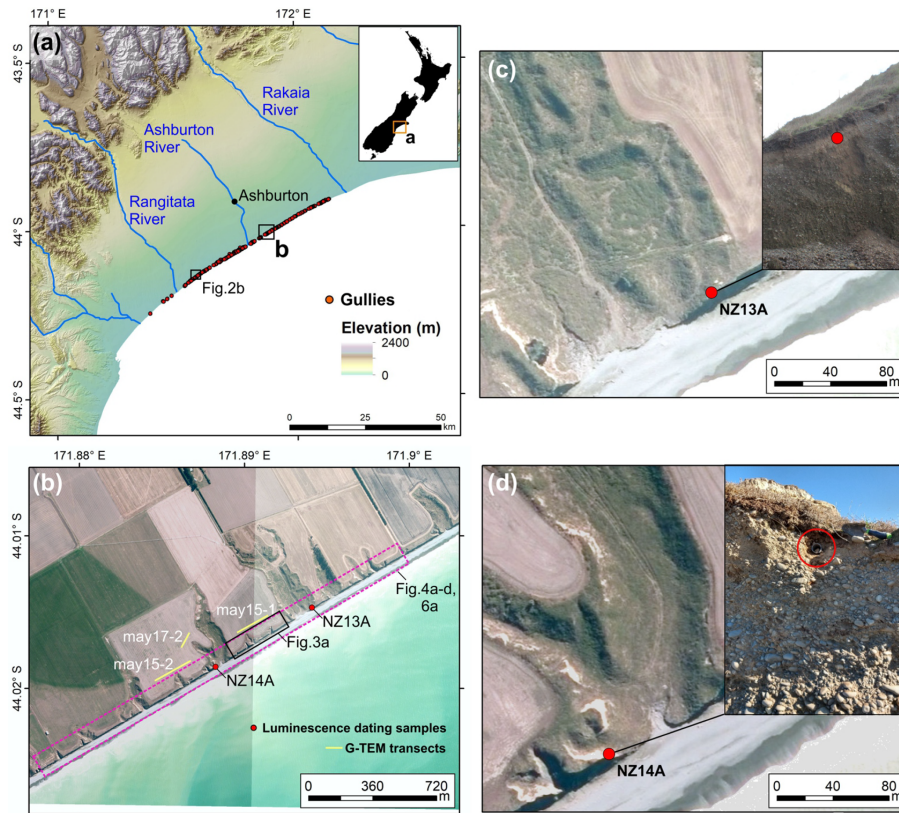 171° E
172° E
(a)
43.5° S
44° S
44.5° S
Rakaia
River
Ashburton
River
Ashburton
Rangitata
River
a
b
Fig.2b
Gullies
Elevation (m)
2400
0
0 25 50
km
(b)
171.88° E
171.89° E
171.9° E
44.01° S
44.02° S
may15-1
may17-2
may15-2
NZ13A
NZ14A
Fig.3a
Fig.4a-d,
6a
Luminescence dating samples
G-TEM transects
0 360 720
m
(c)
NZ13A
0 40 80
m
(d)
NZ14A
0 40 80
m